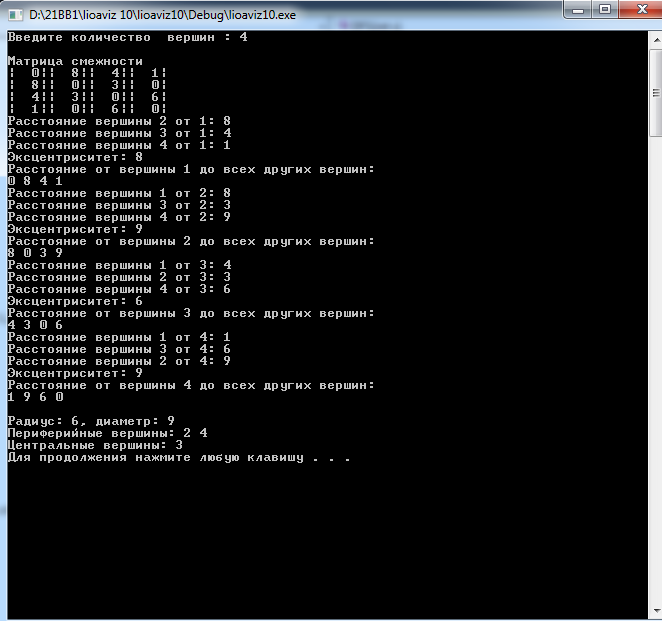 D:\21BB1\lioaviz 10\lioaviz10\Debug\lioaviz10.exe
Введите количество  вершин : 4
Матрица смежности
¦  0¦¦  8¦¦  4¦¦  1¦
¦  8¦¦  0¦¦  3¦¦  0¦
¦  4¦¦  3¦¦  0¦¦  6¦
¦  1¦¦  0¦¦  6¦¦  0¦
Расстояние вершины 2 от 1: 8
Расстояние вершины 3 от 1: 4
Расстояние вершины 4 от 1: 1
Эксцентриситет: 8
Расстояние от вершины 1 до всех других вершин:
0 8 4 1
Расстояние вершины 1 от 2: 8
Расстояние вершины 3 от 2: 3
Расстояние вершины 4 от 2: 9
Эксцентриситет: 9
Расстояние от вершины 2 до всех других вершин:
8 0 3 9
Расстояние вершины 1 от 3: 4
Расстояние вершины 2 от 3: 3
Расстояние вершины 4 от 3: 6
Эксцентриситет: 6
Расстояние от вершины 3 до всех других вершин:
4 3 0 6
Расстояние вершины 1 от 4: 1
Расстояние вершины 3 от 4: 6
Расстояние вершины 2 от 4: 9
Эксцентриситет: 9
Расстояние от вершины 4 до всех других вершин:
1 9 6 0
Радиус: 6, диаметр: 9
Периферийные вершины: 2 4
Центральные вершины: 3
Для продолжения нажмите любую клавишу . . .